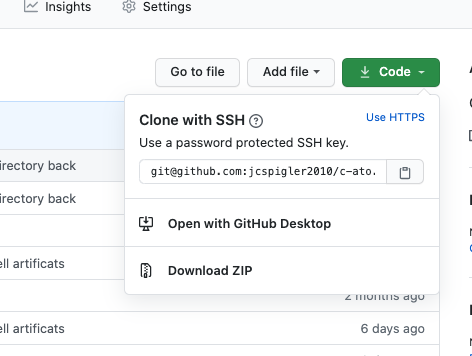 Insights Settings
Go to file Add file Code
Clone with SSH Use HTTPS
Use a password protected SSH key.
git@github.com:jcspigler2010/c-ato.
irectory back
irectory back
Open with GitHub Desktop
ell artificats
Download ZIP
2 months ago
ell artificats 6 days ago